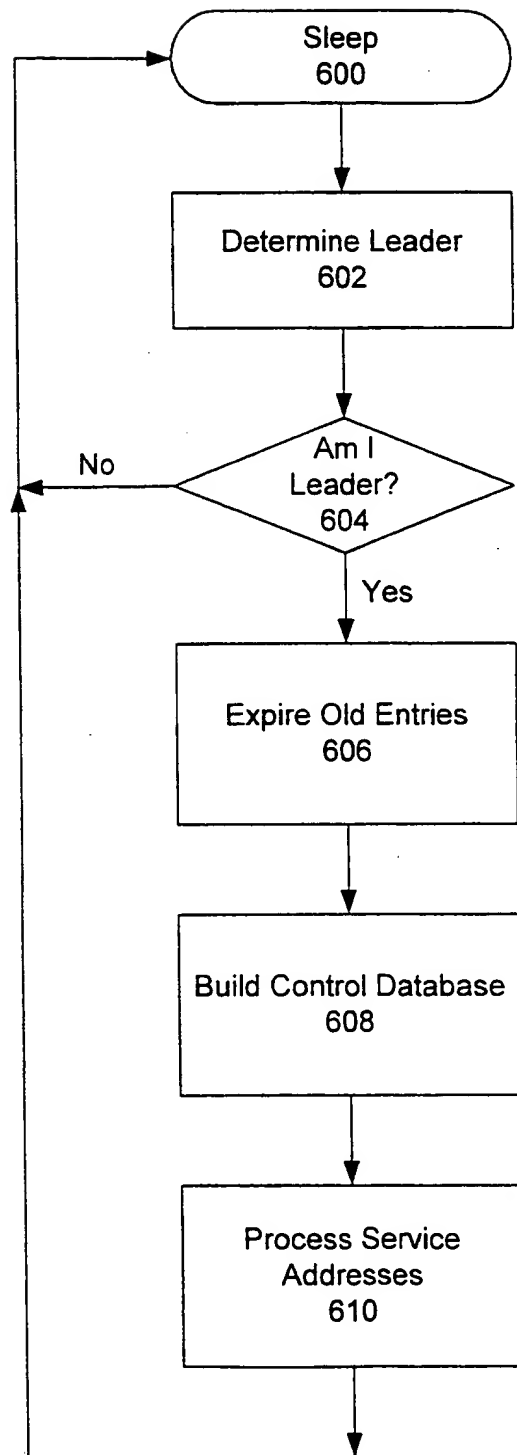 Sleep
600
Determine Leader
602
Am I
Leader?
604
No
Yes
Expire Old Entries
606
Build Control Database
608
Process Service
Addresses
610